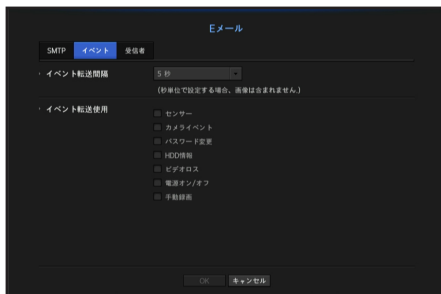 Eメール
SMTP イベント 受信者
・ イベント転送間隔 5 秒
(秒単位で設定する場合、画像は含まれません。)
・ イベント転送使用
センサー
カメライベント
パスワード変更
HDD情報
ビデオロス
電源オン/オフ
手動録画
OK キャンセル